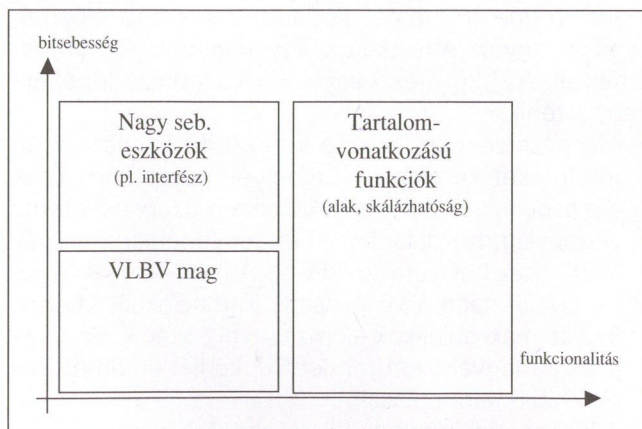 bitsebesség
Nagy seb.
eszközök
(pl. interfész)
Tartalom-
vonatkozású
funkciók
(alak, skálázhatóság)
VLBV mag
funkcionalitás